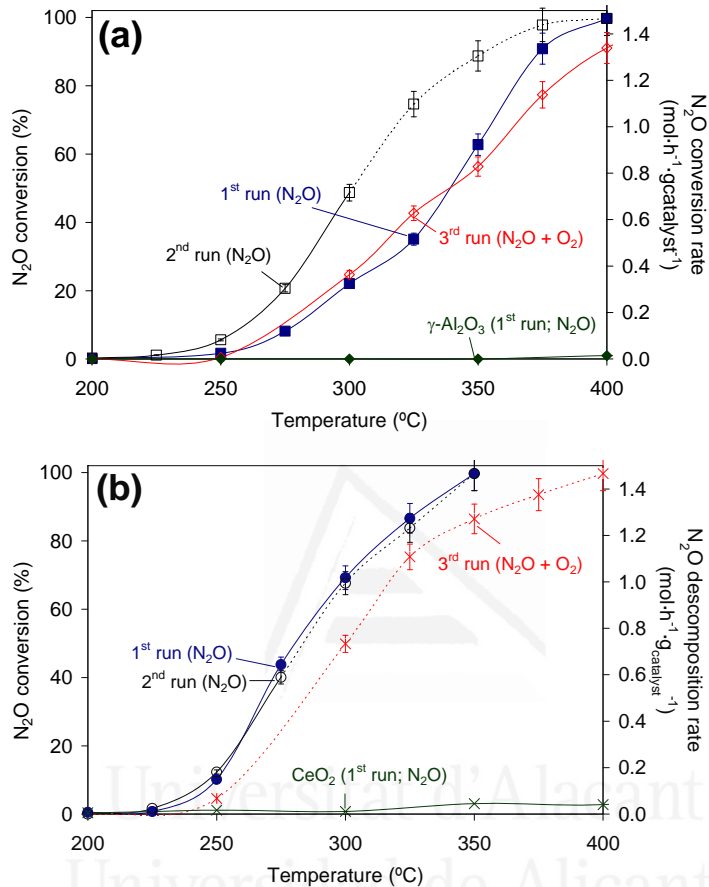 (a)
N₂O conversion (%)
100
80
60
40
20
0
1.4
1.2
1.0
0.8
0.6
0.4
0.2
0.0
N₂O conversion rate
(mol·h⁻¹·gcatalyst⁻¹)
1ˢᵗ run (N₂O)
2ⁿᵈ run (N₂O)
3ʳᵈ run (N₂O + O₂)
γ-Al₂O₃ (1ˢᵗ run; N₂O)
200 250 300 350 400
Temperature (ºC)
(b)
N₂O conversion (%)
100
80
60
40
20
0
1.4
1.2
1.0
0.8
0.6
0.4
0.2
0.0
N₂O descomposition rate
(mol·h⁻¹·g_catalyst⁻¹)
3ʳᵈ run (N₂O + O₂)
1ˢᵗ run (N₂O)
2ⁿᵈ run (N₂O)
CeO₂ (1ˢᵗ run; N₂O)
200 250 300 350 400
Temperature (ºC)
Universitat d'Alacant
Universidad de Alicante